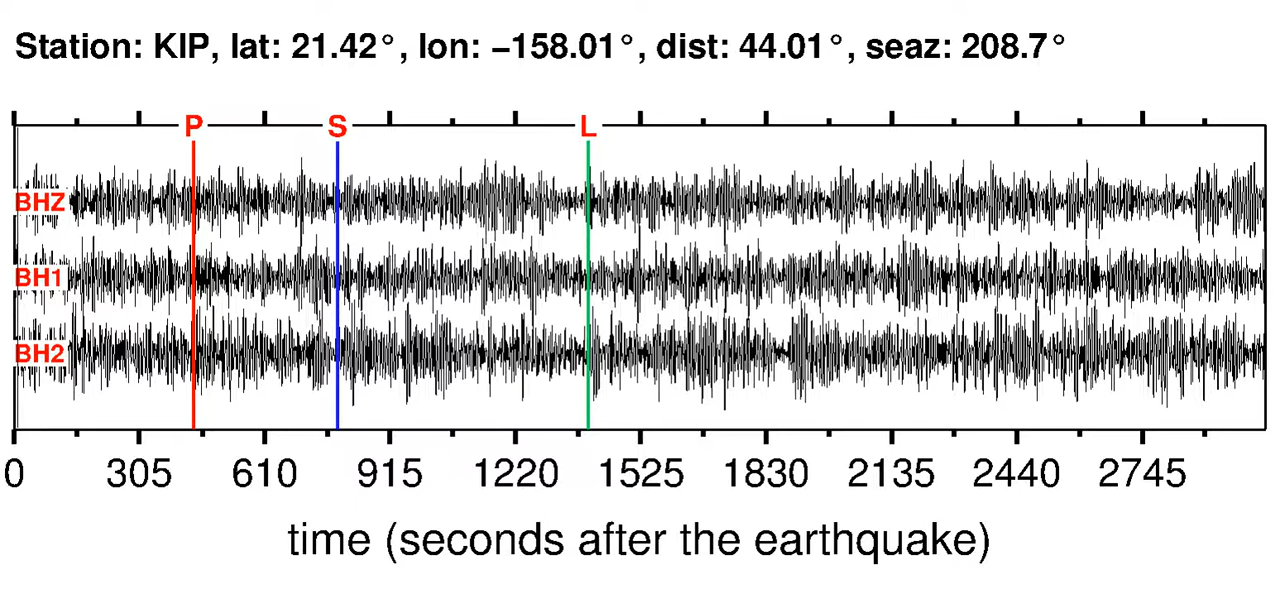 Station: KIP, lat: 21.42°, lon: −158.01°, dist: 44.01°, seaz: 208.7°
P S L
BHZ
BH1
BH2
0 305 610 915 1220 1525 1830 2135 2440 2745
time (seconds after the earthquake)